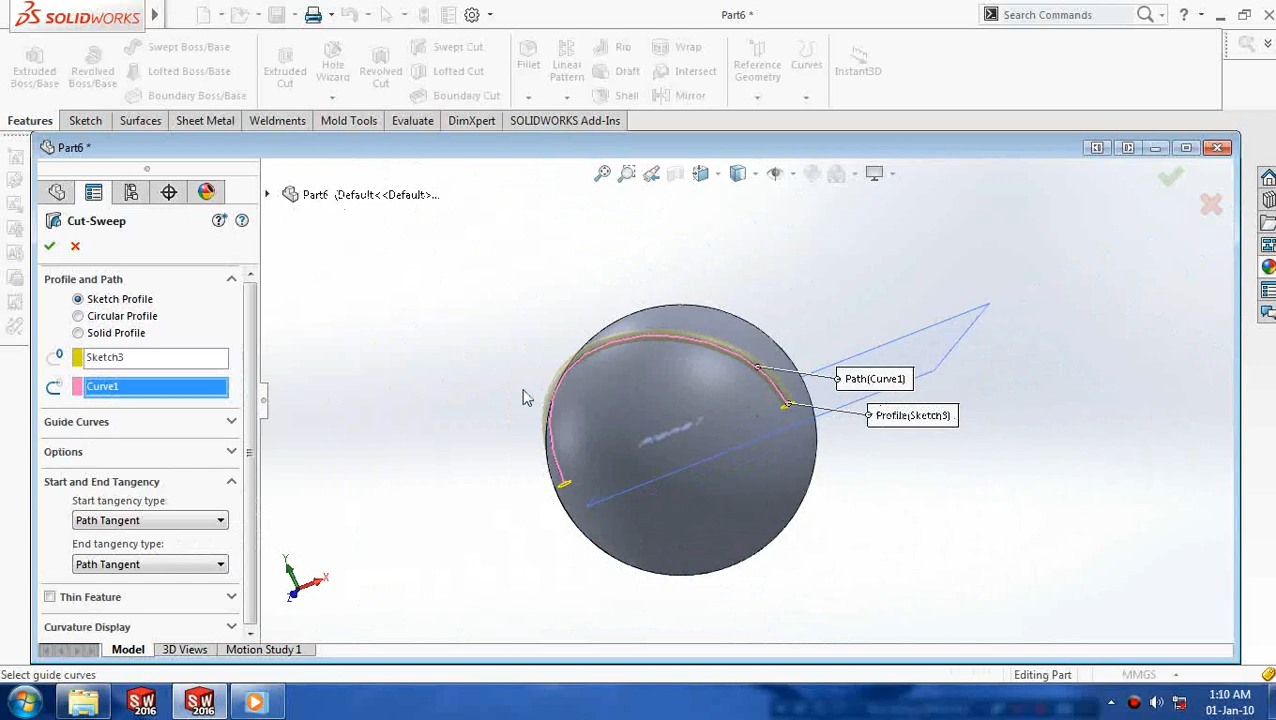 SOLIDWORKS
Part6 *
Search Commands
Extruded Boss/Base
Revolved Boss/Base
Swept Boss/Base
Lofted Boss/Base
Boundary Boss/Base
Extruded Cut
Hole Wizard
Revolved Cut
Swept Cut
Lofted Cut
Boundary Cut
Fillet
Linear Pattern
Rib
Draft
Shell
Wrap
Intersect
Mirror
Reference Geometry
Curves
Instant3D
Features Sketch Surfaces Sheet Metal Weldments Mold Tools Evaluate DimXpert SOLIDWORKS Add-Ins
Part6 *
Part6 (Default<<Default>...
Cut-Sweep
Profile and Path
Sketch Profile
Circular Profile
Solid Profile
Sketch3
Curve1
Guide Curves
Options
Start and End Tangency
Start tangency type:
Path Tangent
End tangency type:
Path Tangent
Thin Feature
Curvature Display
Path(Curve1)
Profile(Sketch3)
Y
X
Z
Model 3D Views Motion Study 1
Select guide curves
Editing Part
MMGS
SW 2016
SW 2016
1:10 AM
01-Jan-10